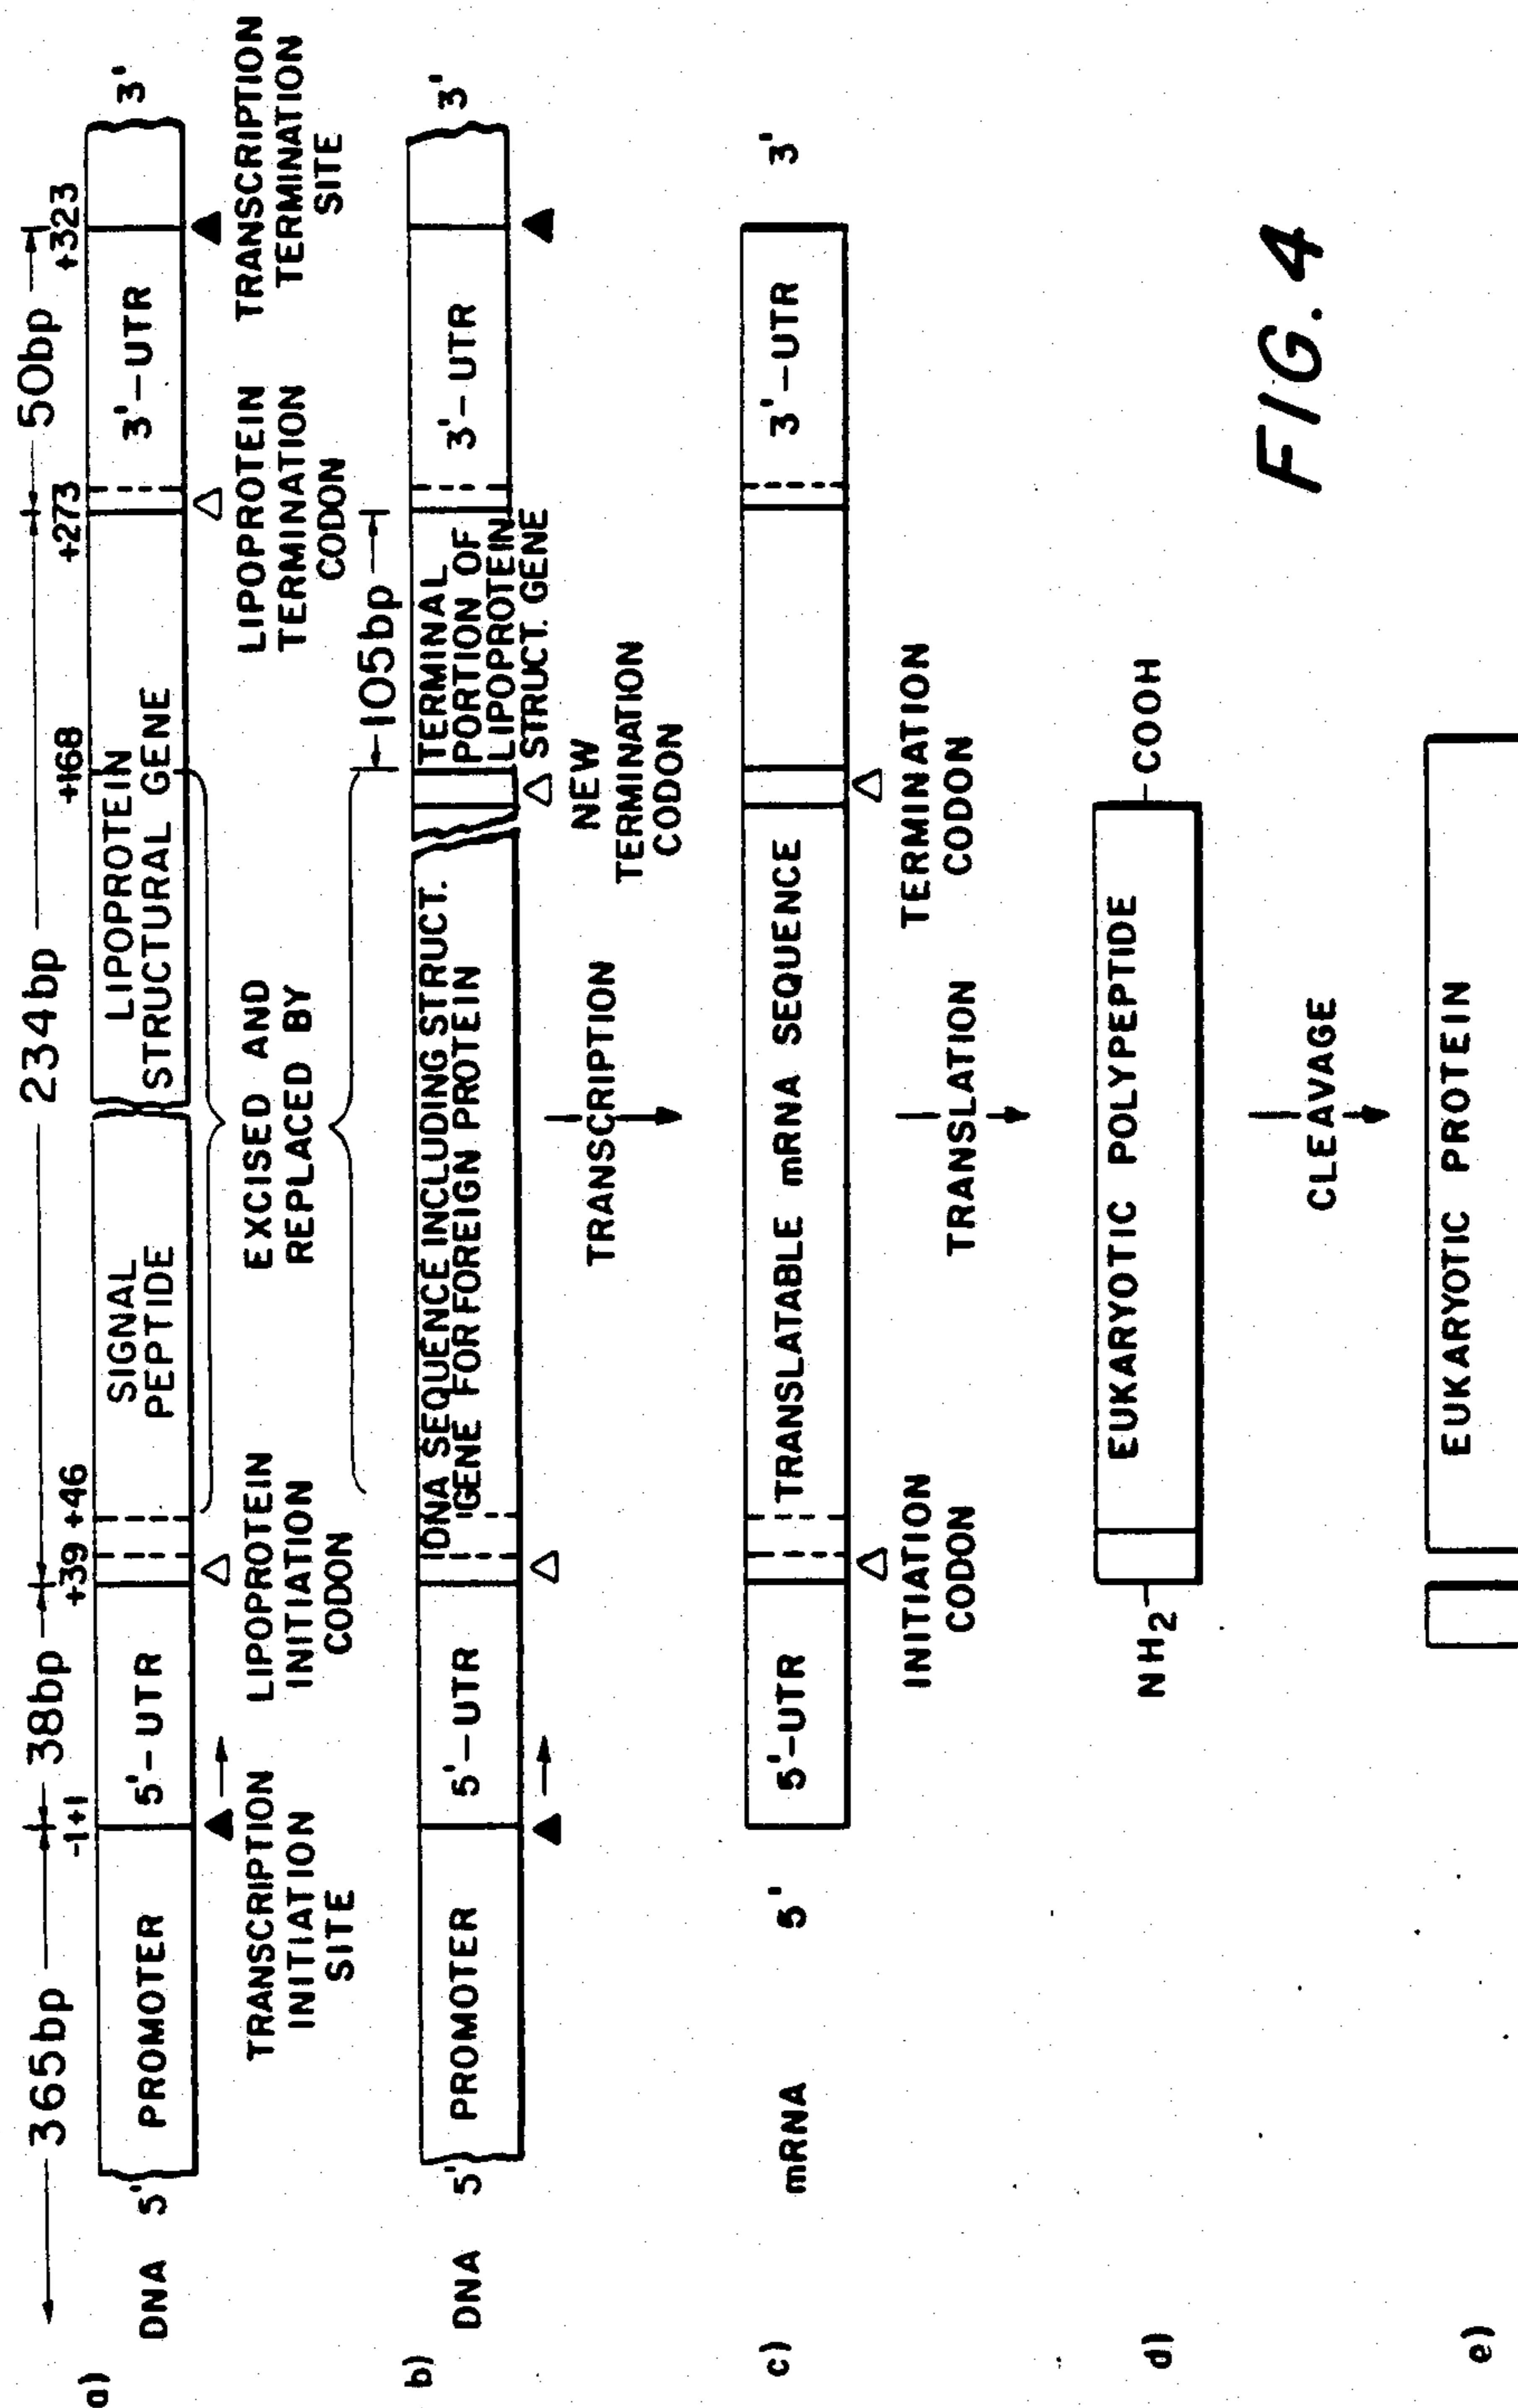 365bp 38bp 234bp 50bp
-1+1 +39 +46 +168 +273 +323
a)
DNA 5' PROMOTER 5'-UTR SIGNAL PEPTIDE LIPOPROTEIN STRUCTURAL GENE 3'-UTR 3'
TRANSCRIPTION
INITIATION
SITE
LIPOPROTEIN
INITIATION
CODON
EXCISED AND
REPLACED BY
LIPOPROTEIN
TERMINATION
CODON
TRANSCRIPTION
TERMINATION
SITE
105bp
b)
DNA 5' PROMOTER 5'-UTR
DNA SEQUENCE INCLUDING STRUCT.
GENE FOR FOREIGN PROTEIN
TERMINAL
PORTION OF
LIPOPROTEIN
STRUCT. GENE
3'-UTR 3'
NEW
TERMINATION
CODON
TRANSCRIPTION
c)
mRNA 5' 5'-UTR TRANSLATABLE mRNA SEQUENCE 3'-UTR 3'
INITIATION
CODON
TERMINATION
CODON
TRANSLATION
d)
NH2 EUKARYOTIC POLYPEPTIDE COOH
CLEAVAGE
e)
EUKARYOTIC PROTEIN
FIG. 4